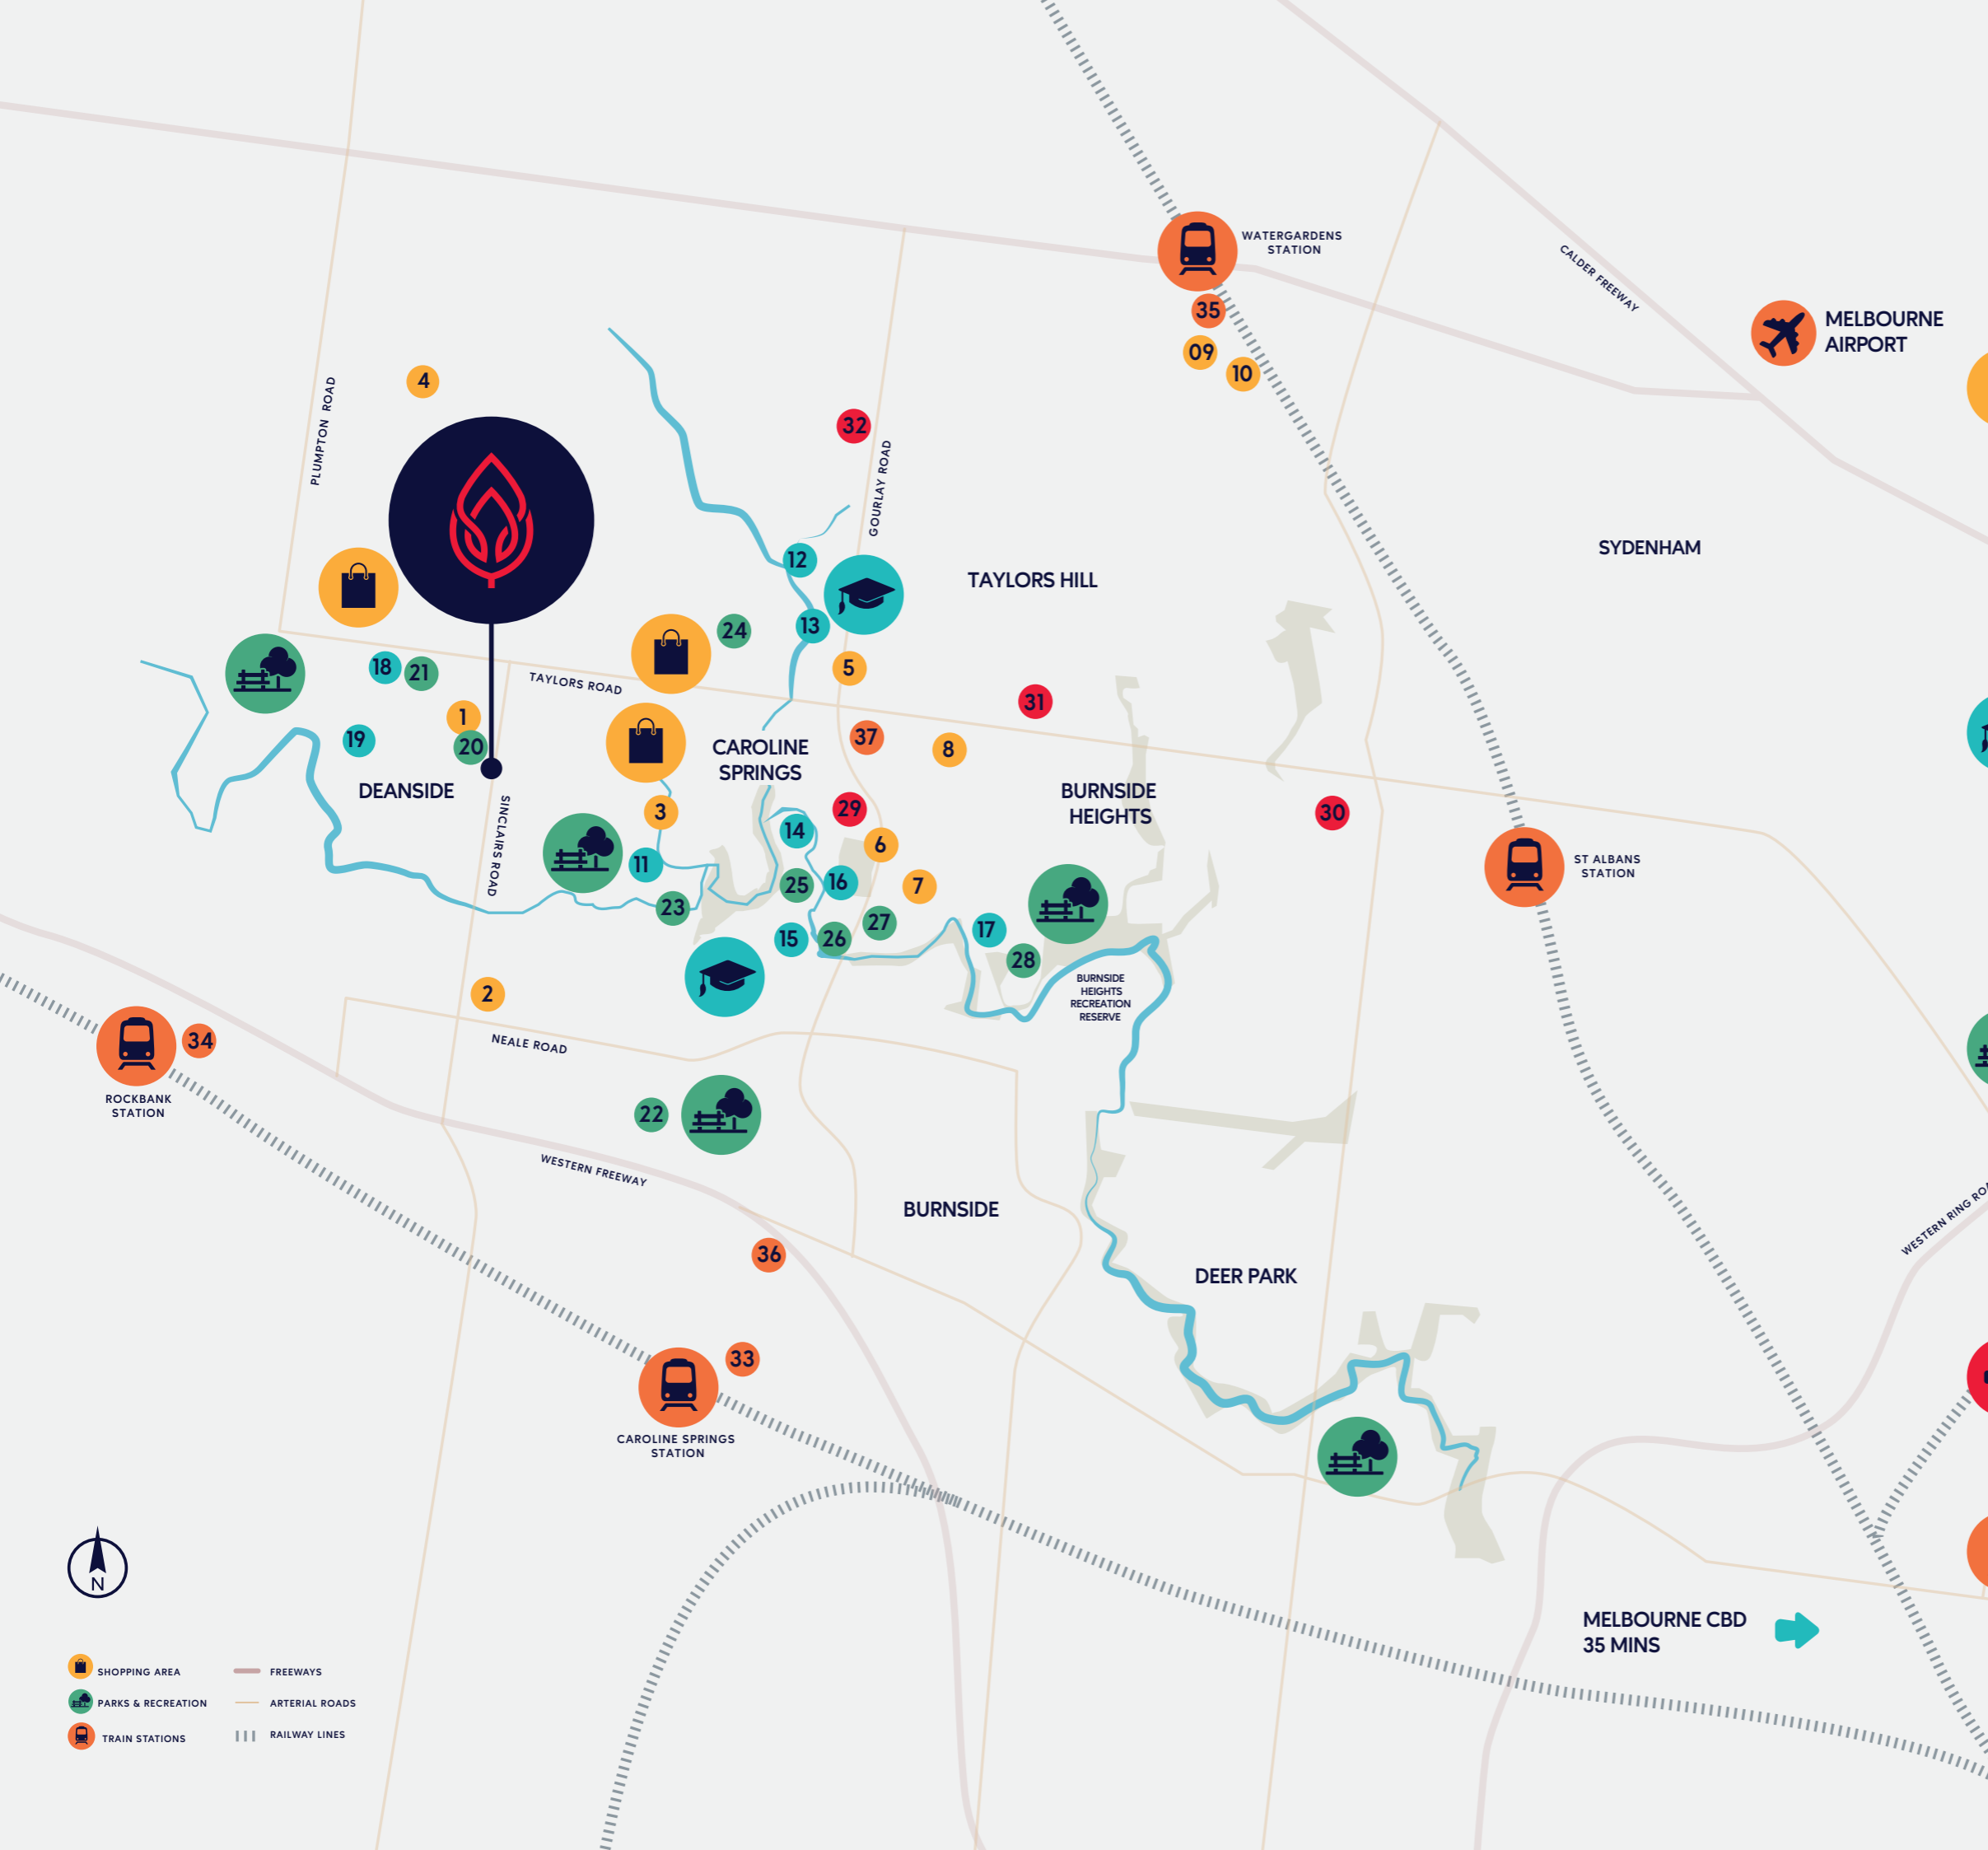 WATERGARDENS
STATION
35
09
10
CALDER FREEWAY
MELBOURNE
AIRPORT
4
PLUMPTON ROAD
32
GOURLAY ROAD
SYDENHAM
12
TAYLORS HILL
13
24
5
18
21
TAYLORS ROAD
31
1
37
8
19
20
CAROLINE
SPRINGS
DEANSIDE
BURNSIDE
HEIGHTS
SINCLAIRS ROAD
3
29
30
14
6
11
ST ALBANS
STATION
25
16
7
23
27
17
15
26
28
BURNSIDE
HEIGHTS
RECREATION
RESERVE
2
34
NEALE ROAD
ROCKBANK
STATION
22
WESTERN FREEWAY
BURNSIDE
WESTERN RING ROA
36
DEER PARK
33
CAROLINE SPRINGS
STATION
N
MELBOURNE CBD
35 MINS
SHOPPING AREA
FREEWAYS
PARKS & RECREATION
ARTERIAL ROADS
TRAIN STATIONS
RAILWAY LINES